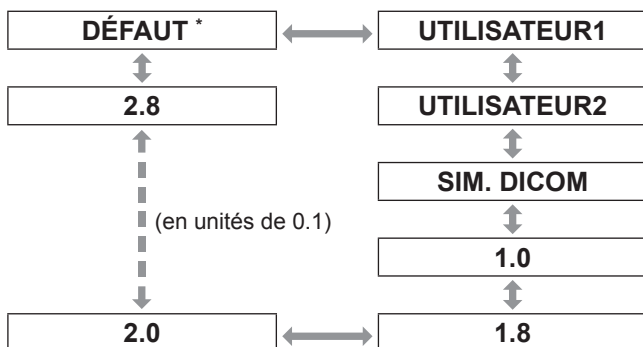 DÉFAUT * UTILISATEUR1
2.8 UTILISATEUR2
SIM. DICOM
(en unités de 0.1)
1.0
2.0 1.8